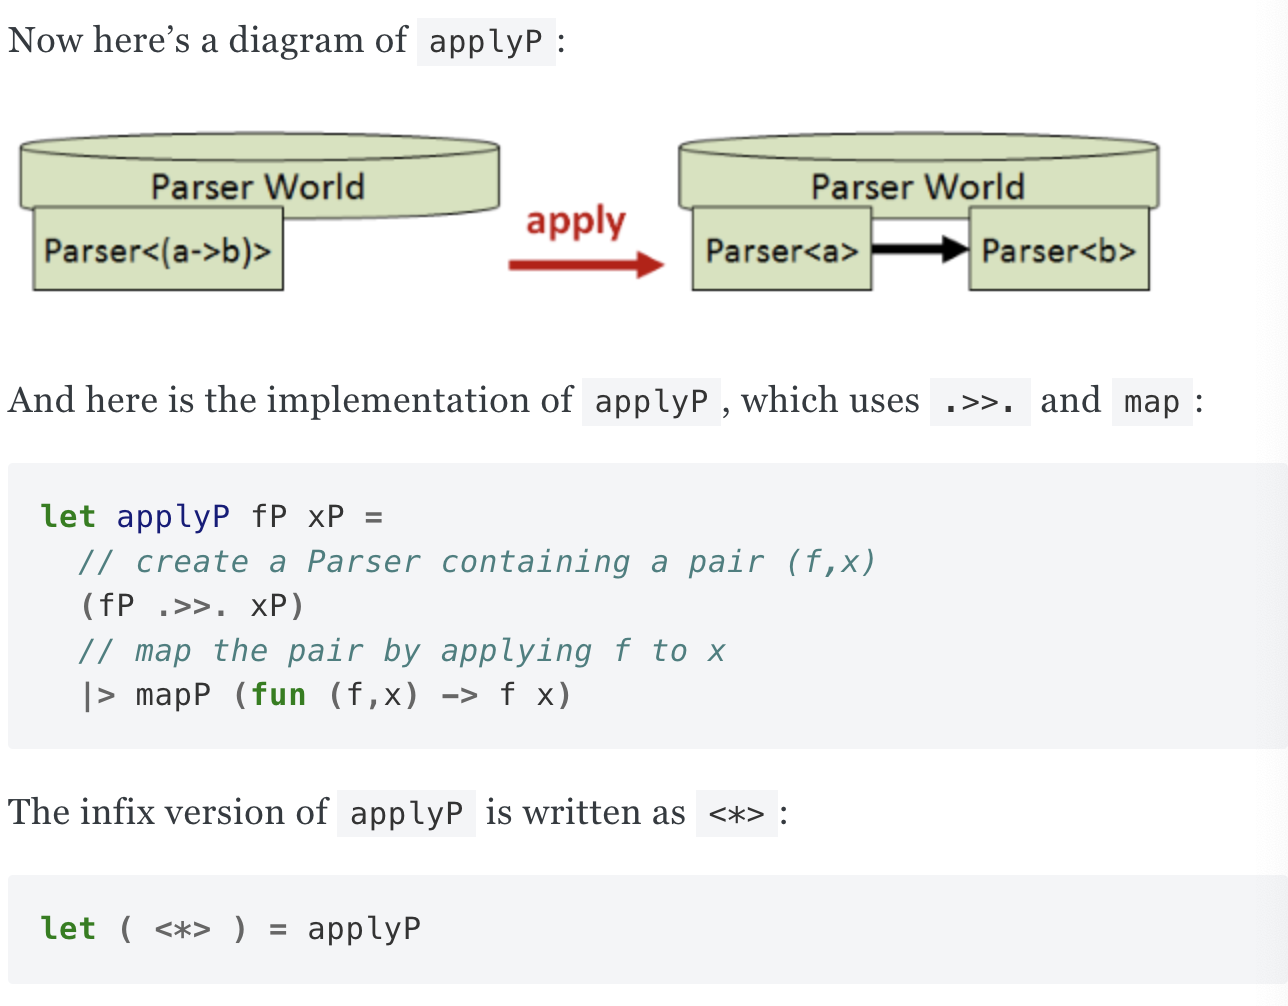 Now here’s a diagram of applyP:
Parser World
Parser<(a->b)>
apply
Parser World
Parser<a>
Parser<b>
And here is the implementation of applyP, which uses .>>. and map:
let applyP fP xP =
// create a Parser containing a pair (f,x)
(fP .>>. xP)
// map the pair by applying f to x
|> mapP (fun (f,x) -> f x)
The infix version of applyP is written as <*>:
let ( <*> ) = applyP